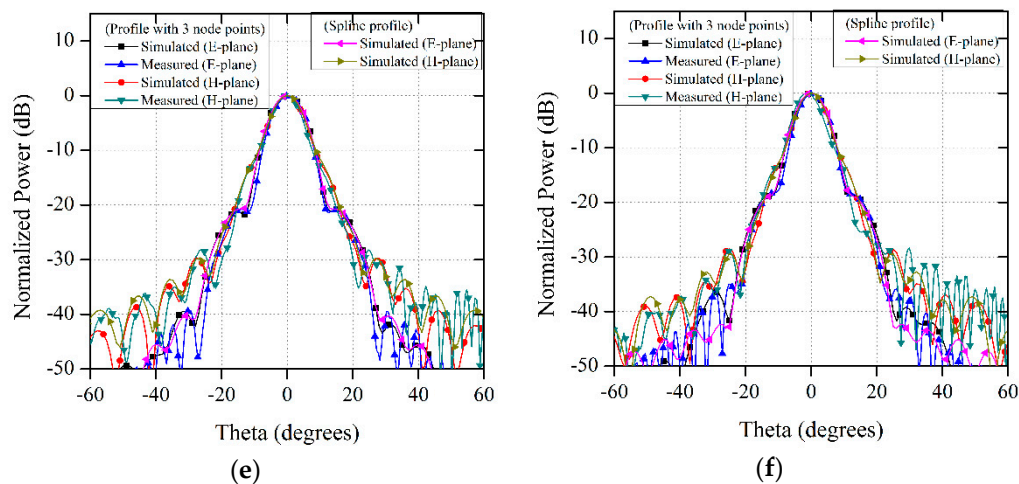 (Profile with 3 node points)
Simulated (E-plane)
Measured (E-plane)
Simulated (H-plane)
Measured (H-plane)
(Spline profile)
Simulated (E-plane)
Simulated (H-plane)
10
0
-10
-20
-30
-40
-50
Normalized Power (dB)
-60 -40 -20 0 20 40 60
Theta (degrees)
(e)
(Profile with 3 node points)
Simulated (E-plane)
Measured (E-plane)
Simulated (H-plane)
Measured (H-plane)
(Spline profile)
Simulated (E-plane)
Simulated (H-plane)
10
0
-10
-20
-30
-40
-50
Normalized Power (dB)
-60 -40 -20 0 20 40 60
Theta (degrees)
(f)